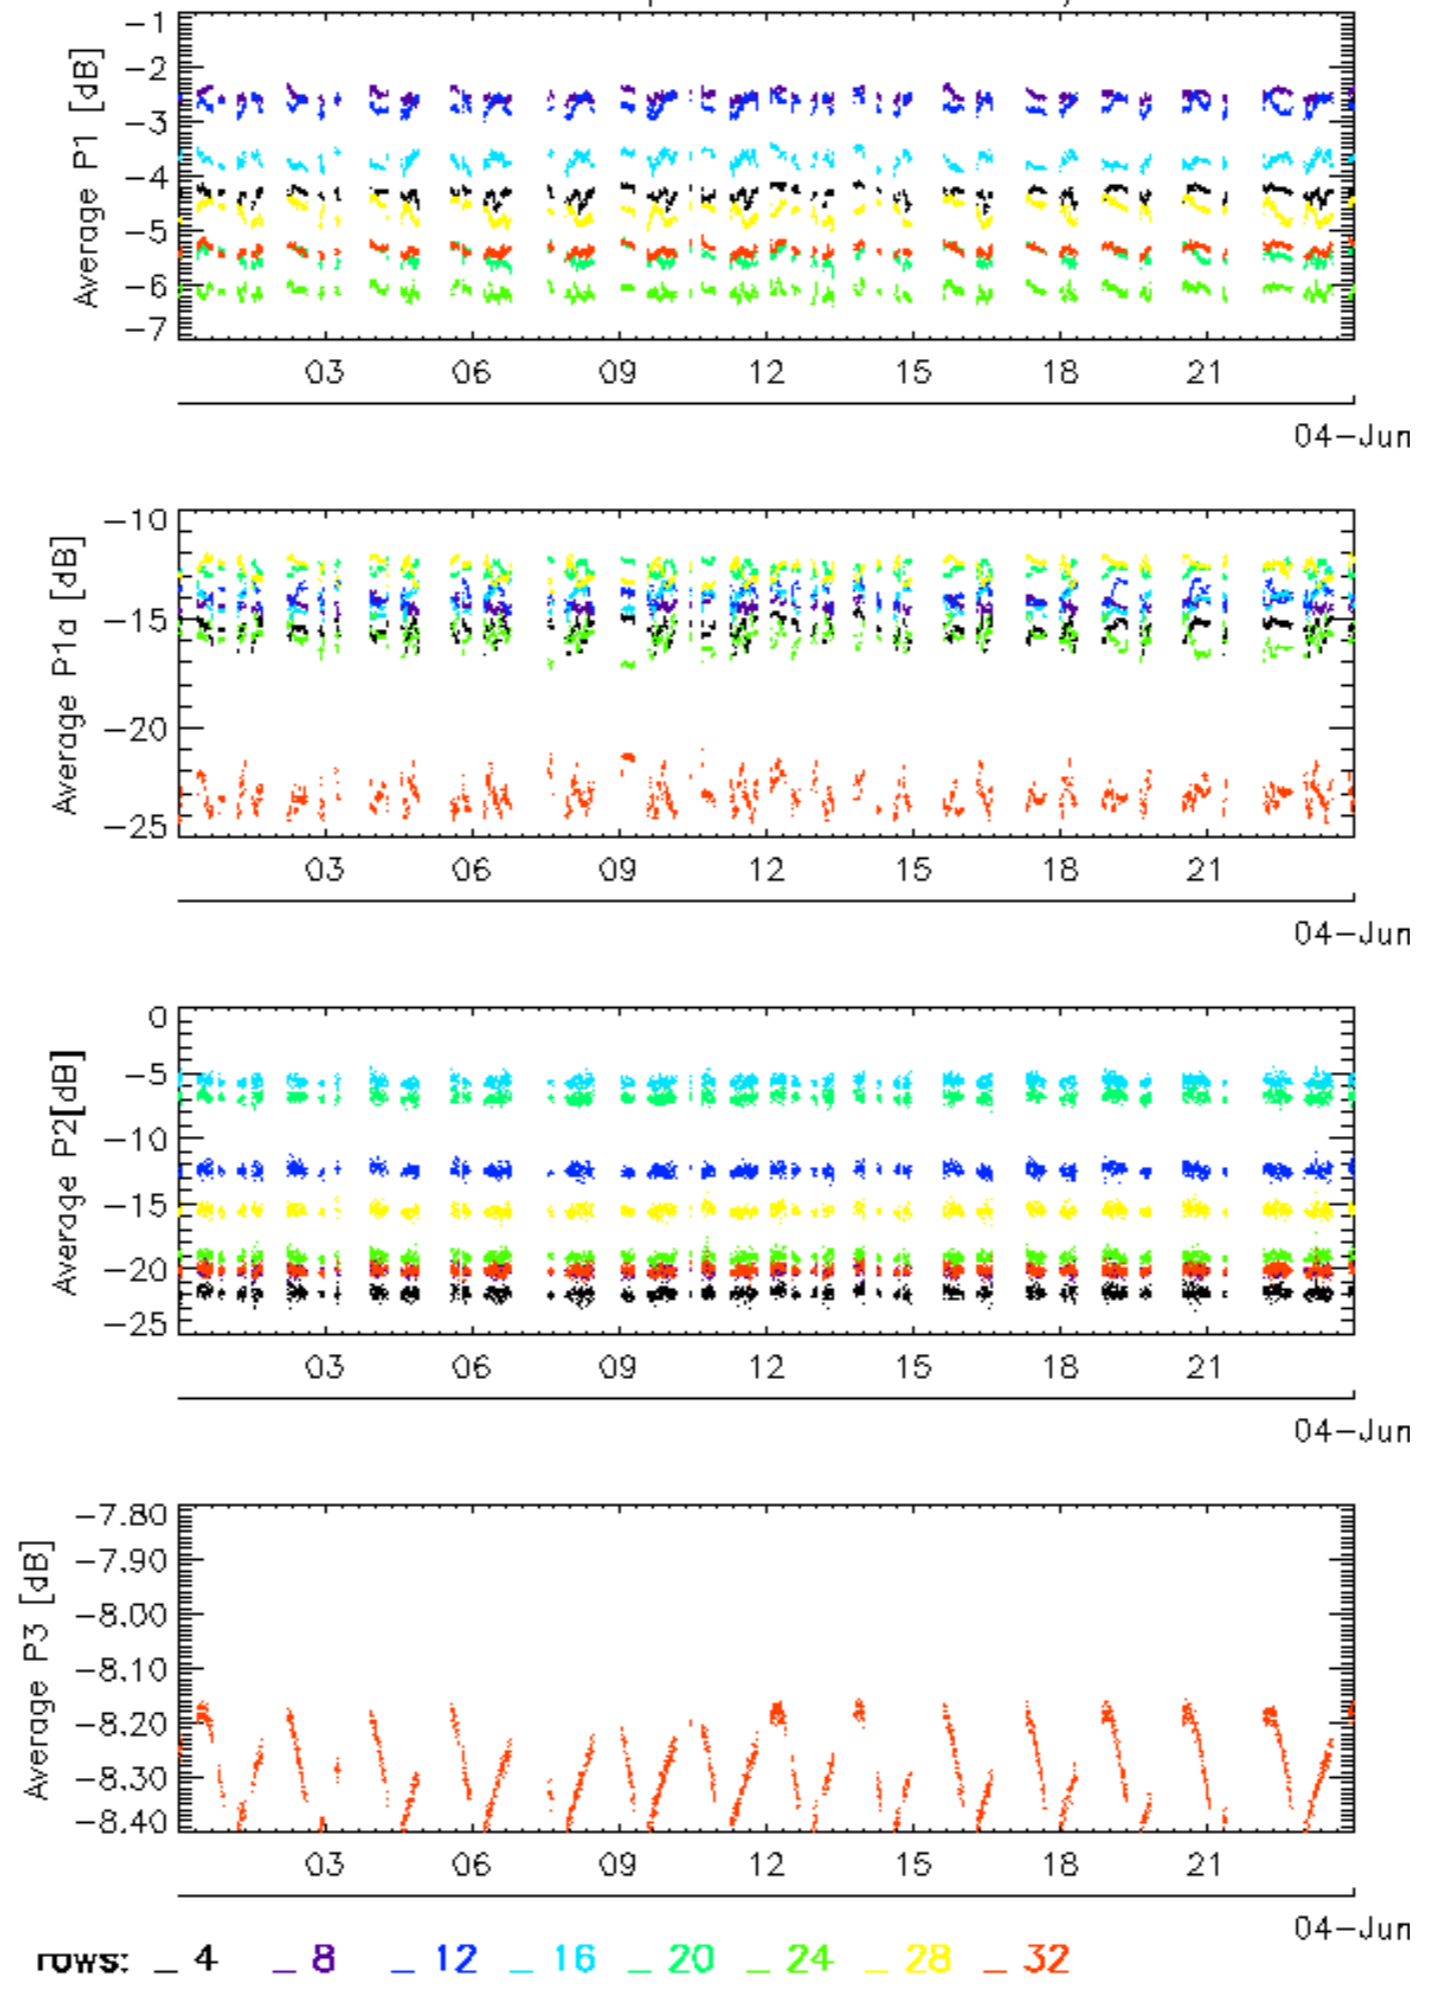 Average P1 [dB]
-1
-2
-3
-4
-5
-6
-7
03 06 09 12 15 18 21
04-Jun
Average P1a [dB]
-10
-15
-20
-25
03 06 09 12 15 18 21
04-Jun
Average P2[dB]
0
-5
-10
-15
-20
-25
03 06 09 12 15 18 21
04-Jun
Average P3 [dB]
-7.80
-7.90
-8.00
-8.10
-8.20
-8.30
-8.40
03 06 09 12 15 18 21
04-Jun
rows: _ 4 _ 8 _ 12 _ 16 _ 20 _ 24 _ 28 _ 32